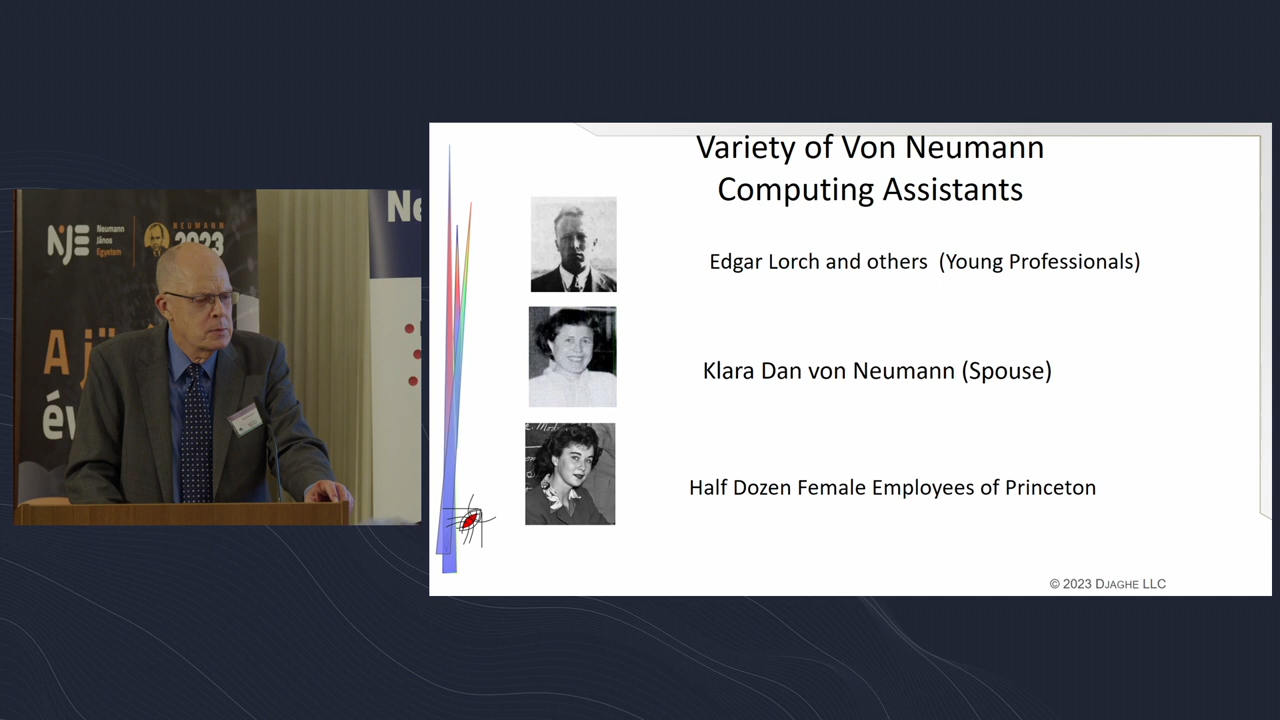 Variety of Von Neumann
Computing Assistants
Edgar Lorch and others (Young Professionals)
Klara Dan von Neumann (Spouse)
Half Dozen Female Employees of Princeton
© 2023 DJAGHE LLC
NJE
Neumann
János
Egyetem
NEUMANN
2023
Ne
A j
év